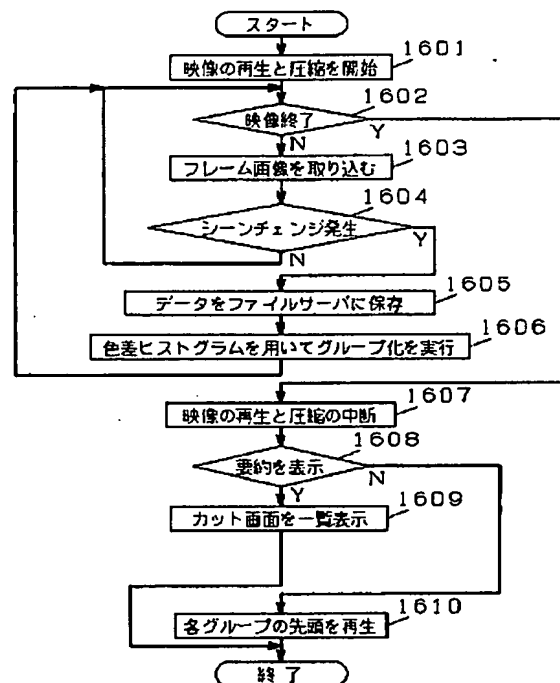 スタート
1601
映像の再生と圧縮を開始
1602
映像終了
Y
N
1603
フレーム画像を取り込む
1604
シーンチェンジ発生
Y
N
1605
データをファイルサーバに保存
1606
色差ヒストグラムを用いてグループ化を実行
1607
映像の再生と圧縮の中断
1608
要約を表示
N
Y
1609
カット画面を一覧表示
1610
各グループの先頭を再生
終了